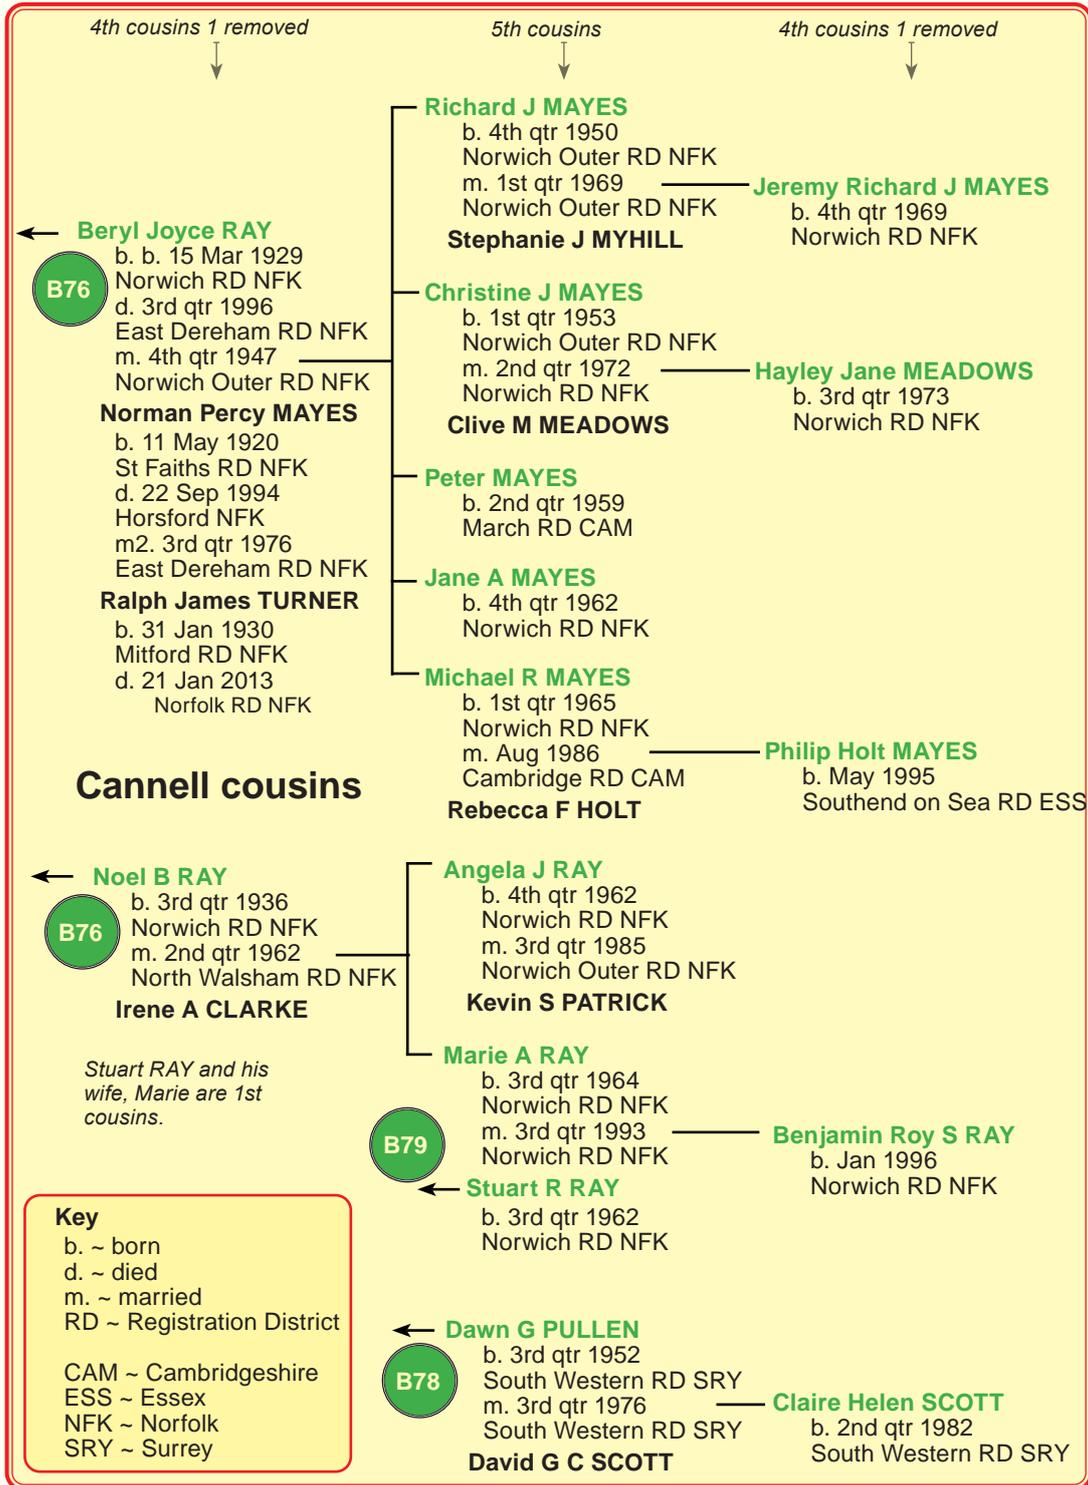 4th cousins 1 removed
5th cousins
4th cousins 1 removed
Beryl Joyce RAY
B76
b. b. 15 Mar 1929
Norwich RD NFK
d. 3rd qtr 1996
East Dereham RD NFK
m. 4th qtr 1947
Norwich Outer RD NFK
Norman Percy MAYES
b. 11 May 1920
St Faiths RD NFK
d. 22 Sep 1994
Horsford NFK
m2. 3rd qtr 1976
East Dereham RD NFK
Ralph James TURNER
b. 31 Jan 1930
Mitford RD NFK
d. 21 Jan 2013
Norfolk RD NFK
Richard J MAYES
b. 4th qtr 1950
Norwich Outer RD NFK
m. 1st qtr 1969
Norwich Outer RD NFK
Stephanie J MYHILL
Jeremy Richard J MAYES
b. 4th qtr 1969
Norwich RD NFK
Christine J MAYES
b. 1st qtr 1953
Norwich Outer RD NFK
m. 2nd qtr 1972
Norwich RD NFK
Clive M MEADOWS
Hayley Jane MEADOWS
b. 3rd qtr 1973
Norwich RD NFK
Peter MAYES
b. 2nd qtr 1959
March RD CAM
Jane A MAYES
b. 4th qtr 1962
Norwich RD NFK
Michael R MAYES
b. 1st qtr 1965
Norwich RD NFK
m. Aug 1986
Cambridge RD CAM
Rebecca F HOLT
Philip Holt MAYES
b. May 1995
Southend on Sea RD ESS
Cannell cousins
Noel B RAY
B76
b. 3rd qtr 1936
Norwich RD NFK
m. 2nd qtr 1962
North Walsham RD NFK
Irene A CLARKE
Stuart RAY and his
wife, Marie are 1st
cousins.
Angela J RAY
b. 4th qtr 1962
Norwich RD NFK
m. 3rd qtr 1985
Norwich Outer RD NFK
Kevin S PATRICK
Marie A RAY
b. 3rd qtr 1964
Norwich RD NFK
m. 3rd qtr 1993
Norwich RD NFK
B79
Stuart R RAY
b. 3rd qtr 1962
Norwich RD NFK
Benjamin Roy S RAY
b. Jan 1996
Norwich RD NFK
Key
b. ~ born
d. ~ died
m. ~ married
RD ~ Registration District
CAM ~ Cambridgeshire
ESS ~ Essex
NFK ~ Norfolk
SRY ~ Surrey
Dawn G PULLEN
B78
b. 3rd qtr 1952
South Western RD SRY
m. 3rd qtr 1976
South Western RD SRY
David G C SCOTT
Claire Helen SCOTT
b. 2nd qtr 1982
South Western RD SRY